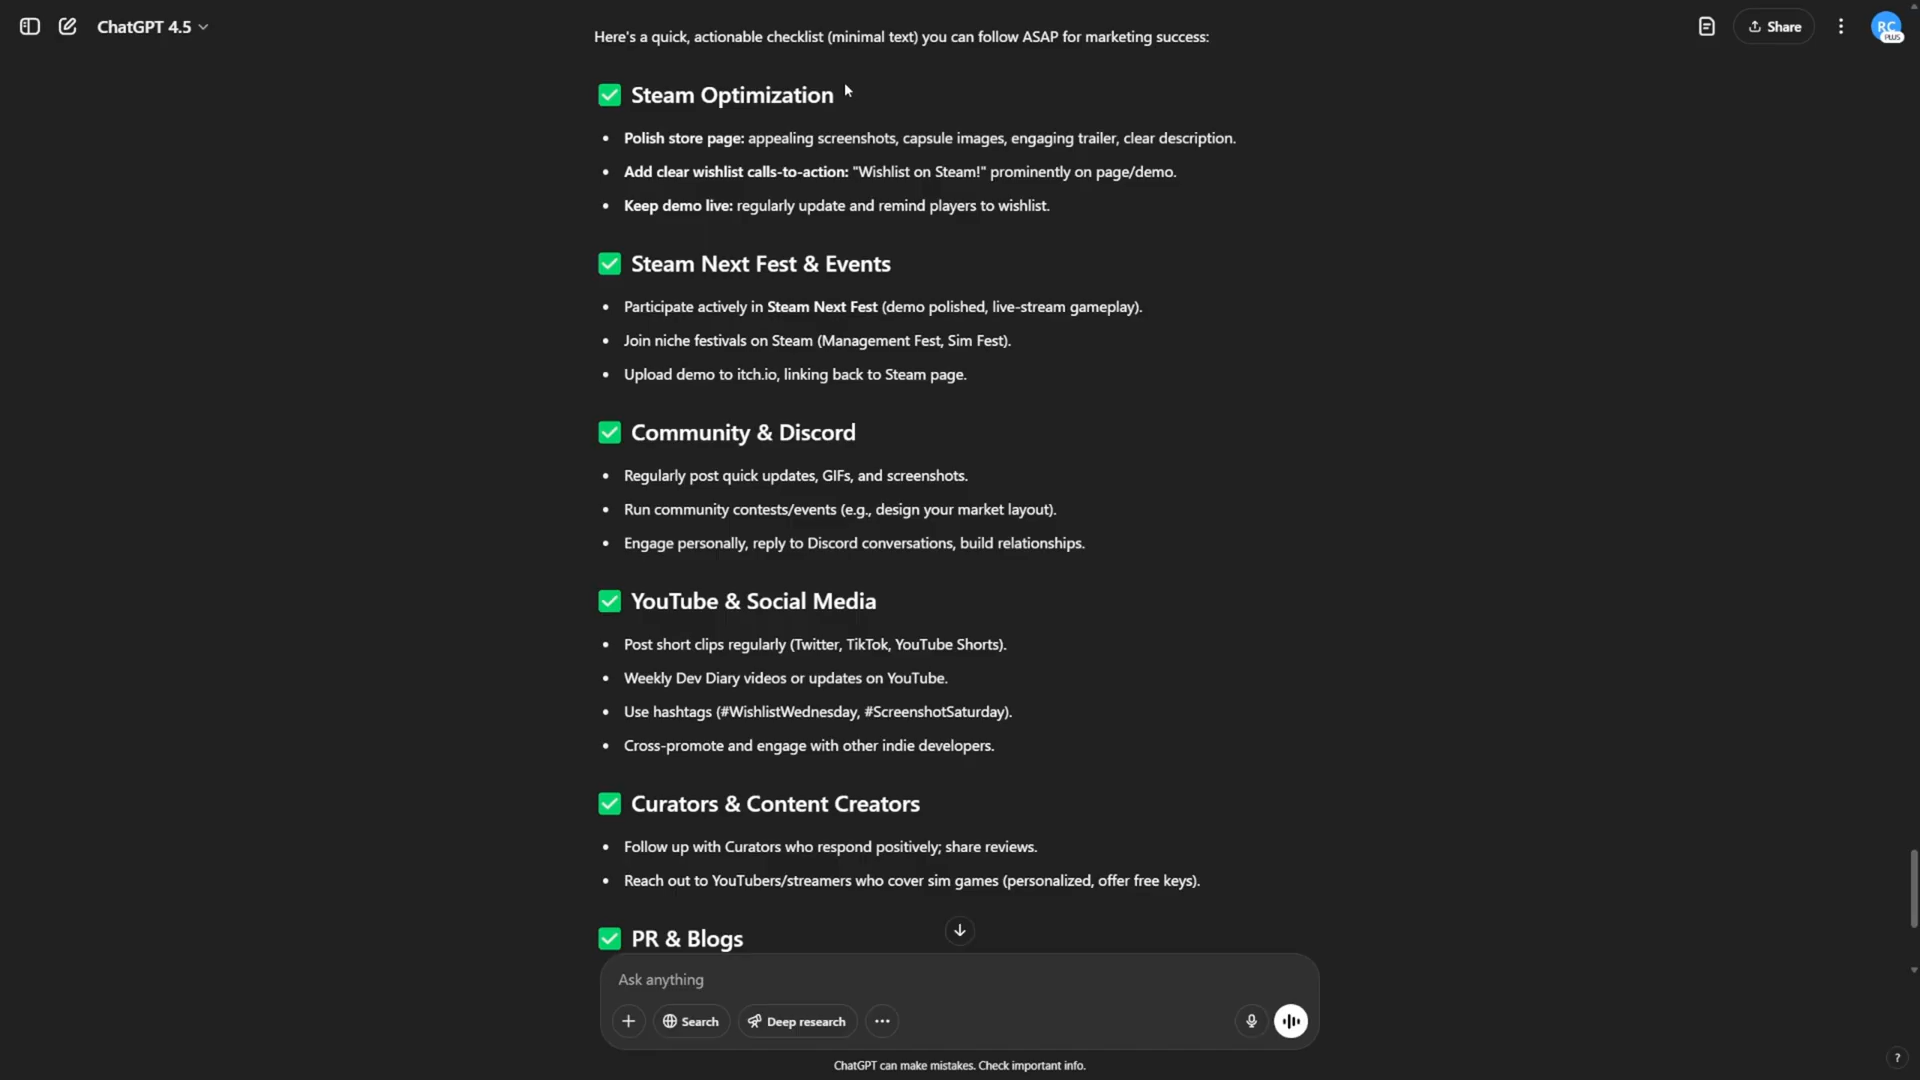 ChatGPT 4.5
Share
RC
PLUS
Here's a quick, actionable checklist (minimal text) you can follow ASAP for marketing success:
✅ Steam Optimization
• Polish store page: appealing screenshots, capsule images, engaging trailer, clear description.
• Add clear wishlist calls-to-action: "Wishlist on Steam!" prominently on page/demo.
• Keep demo live: regularly update and remind players to wishlist.
✅ Steam Next Fest & Events
• Participate actively in Steam Next Fest (demo polished, live-stream gameplay).
• Join niche festivals on Steam (Management Fest, Sim Fest).
• Upload demo to itch.io, linking back to Steam page.
✅ Community & Discord
• Regularly post quick updates, GIFs, and screenshots.
• Run community contests/events (e.g., design your market layout).
• Engage personally, reply to Discord conversations, build relationships.
✅ YouTube & Social Media
• Post short clips regularly (Twitter, TikTok, YouTube Shorts).
• Weekly Dev Diary videos or updates on YouTube.
• Use hashtags (#WishlistWednesday, #ScreenshotSaturday).
• Cross-promote and engage with other indie developers.
✅ Curators & Content Creators
• Follow up with Curators who respond positively; share reviews.
• Reach out to YouTubers/streamers who cover sim games (personalized, offer free keys).
✅ PR & Blogs
Ask anything
Search
Deep research
ChatGPT can make mistakes. Check important info.
?